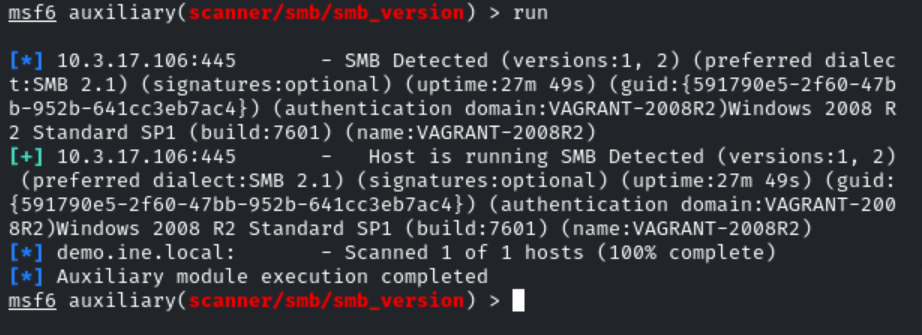 msf6 auxiliary(scanner/smb/smb_version) > run
[*] 10.3.17.106:445       - SMB Detected (versions:1, 2) (preferred dialec
t:SMB 2.1) (signatures:optional) (uptime:27m 49s) (guid:{591790e5-2f60-47b
b-952b-641cc3eb7ac4}) (authentication domain:VAGRANT-2008R2)Windows 2008 R
2 Standard SP1 (build:7601) (name:VAGRANT-2008R2)
[+] 10.3.17.106:445       -   Host is running SMB Detected (versions:1, 2)
 (preferred dialect:SMB 2.1) (signatures:optional) (uptime:27m 49s) (guid:
{591790e5-2f60-47bb-952b-641cc3eb7ac4}) (authentication domain:VAGRANT-200
8R2)Windows 2008 R2 Standard SP1 (build:7601) (name:VAGRANT-2008R2)
[*] demo.ine.local:       - Scanned 1 of 1 hosts (100% complete)
[*] Auxiliary module execution completed
msf6 auxiliary(scanner/smb/smb_version) >